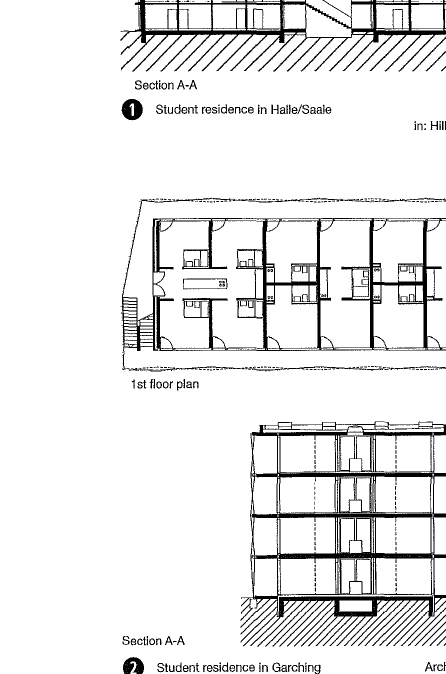 Section A-A
1 Student residence in Halle/Saale
in: Hill
1st floor plan
Section A-A
2 Student residence in Garching
Arch